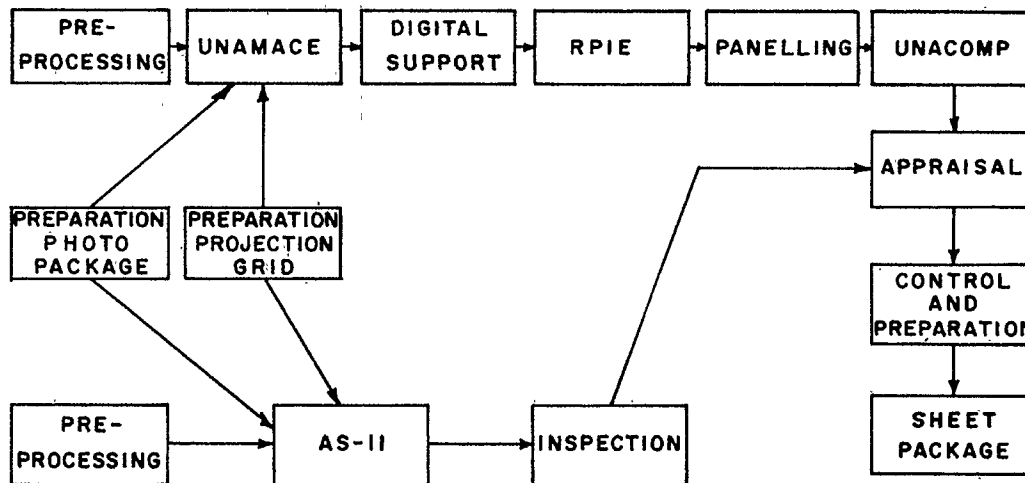 PRE-
PROCESSING
UNAMACE
DIGITAL
SUPPORT
RPIE
PANELLING
UNACOMP
APPRAISAL
PREPARATION
PHOTO
PACKAGE
PREPARATION
PROJECTION
GRID
CONTROL
AND
PREPARATION
PRE-
PROCESSING
AS-11
INSPECTION
SHEET
PACKAGE